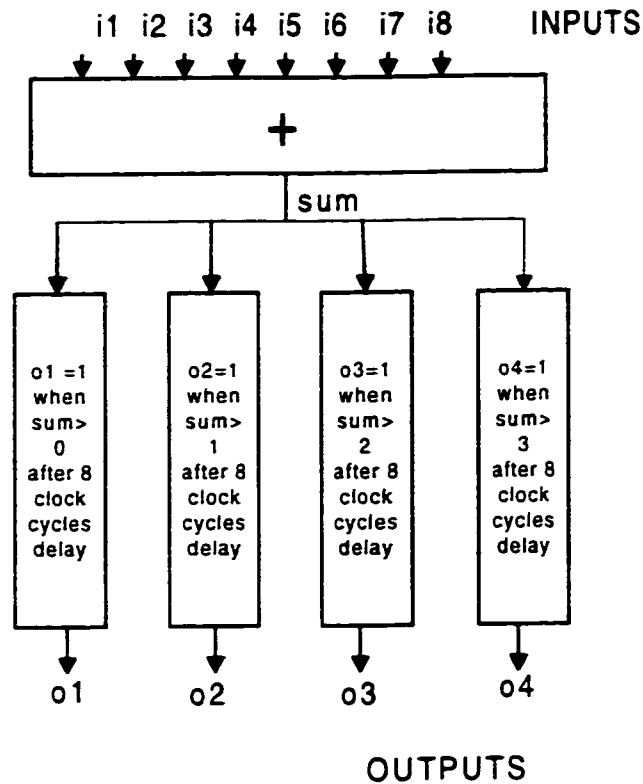 i1 i2 i3 i4 i5 i6 i7 i8 INPUTS
+
sum
o1 =1
when
sum>
0
after 8
clock
cycles
delay
o2=1
when
sum>
1
after 8
clock
cycles
delay
o3=1
when
sum>
2
after 8
clock
cycles
delay
o4=1
when
sum>
3
after 8
clock
cycles
delay
o1 o2 o3 o4
OUTPUTS